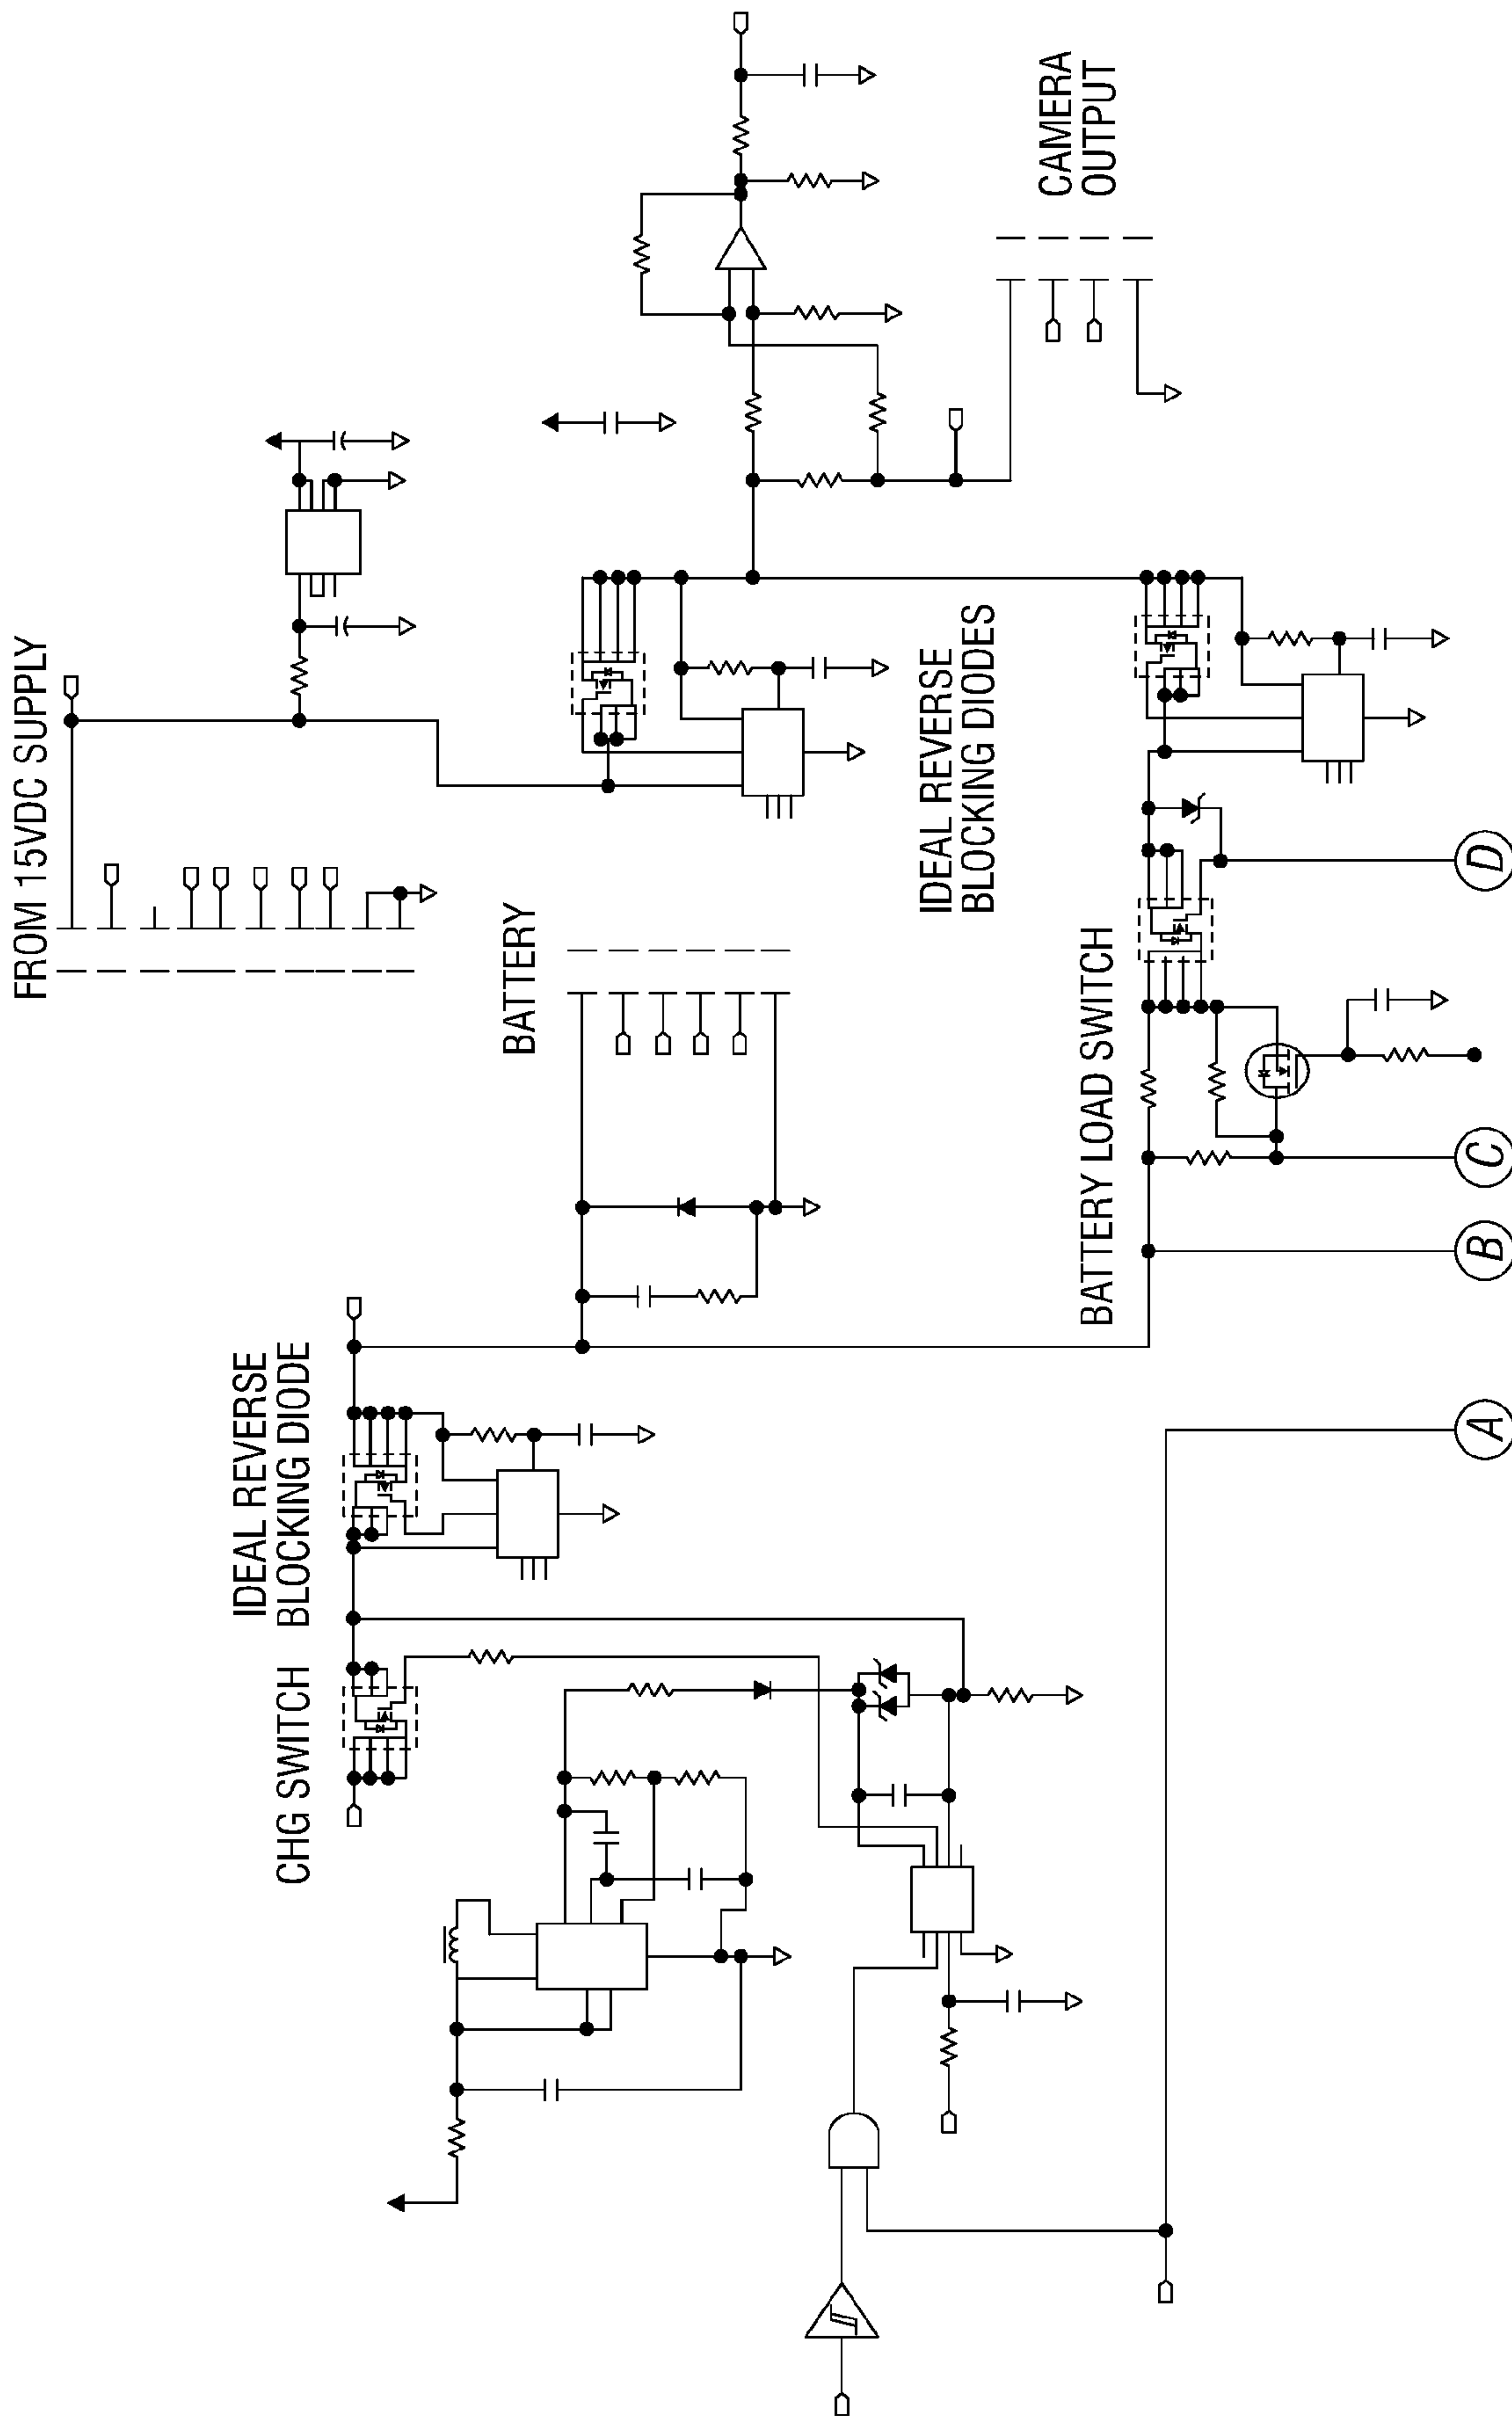 CHG SWITCH
IDEAL REVERSE
BLOCKING DIODE
FROM 15VDC SUPPLY
BATTERY
IDEAL REVERSE
BLOCKING DIODES
CAMERA
OUTPUT
BATTERY LOAD SWITCH
A
B
C
D